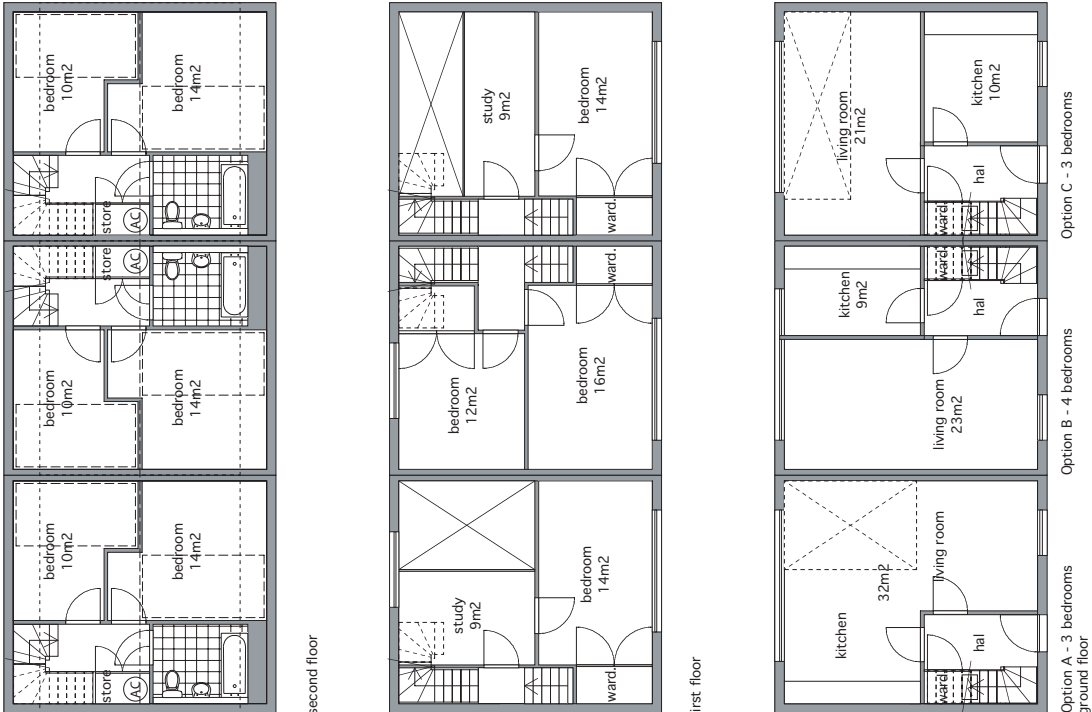 bedroom
10m2
bedroom
10m2
bedroom
10m2
store
AC
store
AC
store
AC
bedroom
14m2
bedroom
14m2
bedroom
14m2
second floor
study
9m2
bedroom
12m2
study
9m2
bedroom
14m2
bedroom
16m2
bedroom
14m2
ward.
ward.
ward.
irst floor
kitchen
32m2
living room
kitchen
9m2
living room
21m2
living room
23m2
kitchen
10m2
ward.
hal
hal
ward.
ward.
hal
Option A - 3 bedrooms
Option B - 4 bedrooms
Option C - 3 bedrooms
ground floor